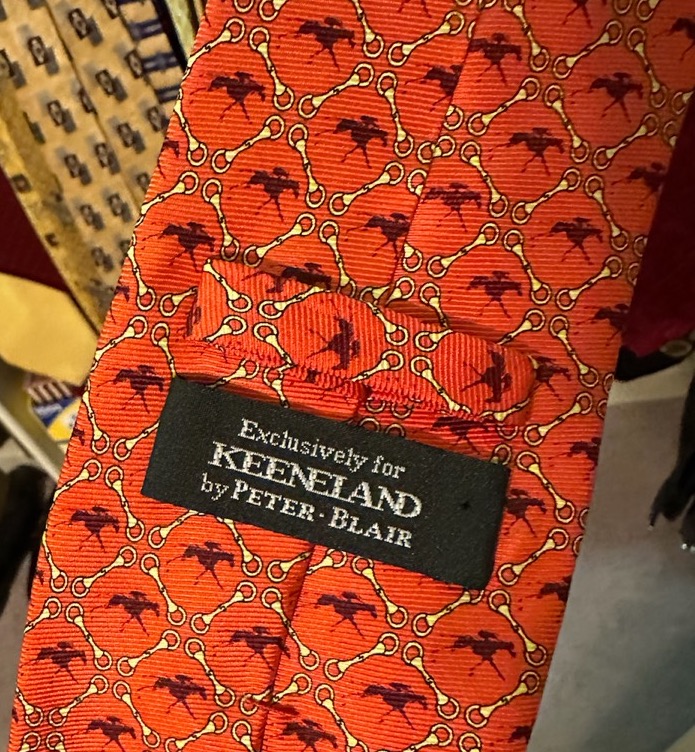 Exclusively for
KEENELAND
by PETER·BLAIR